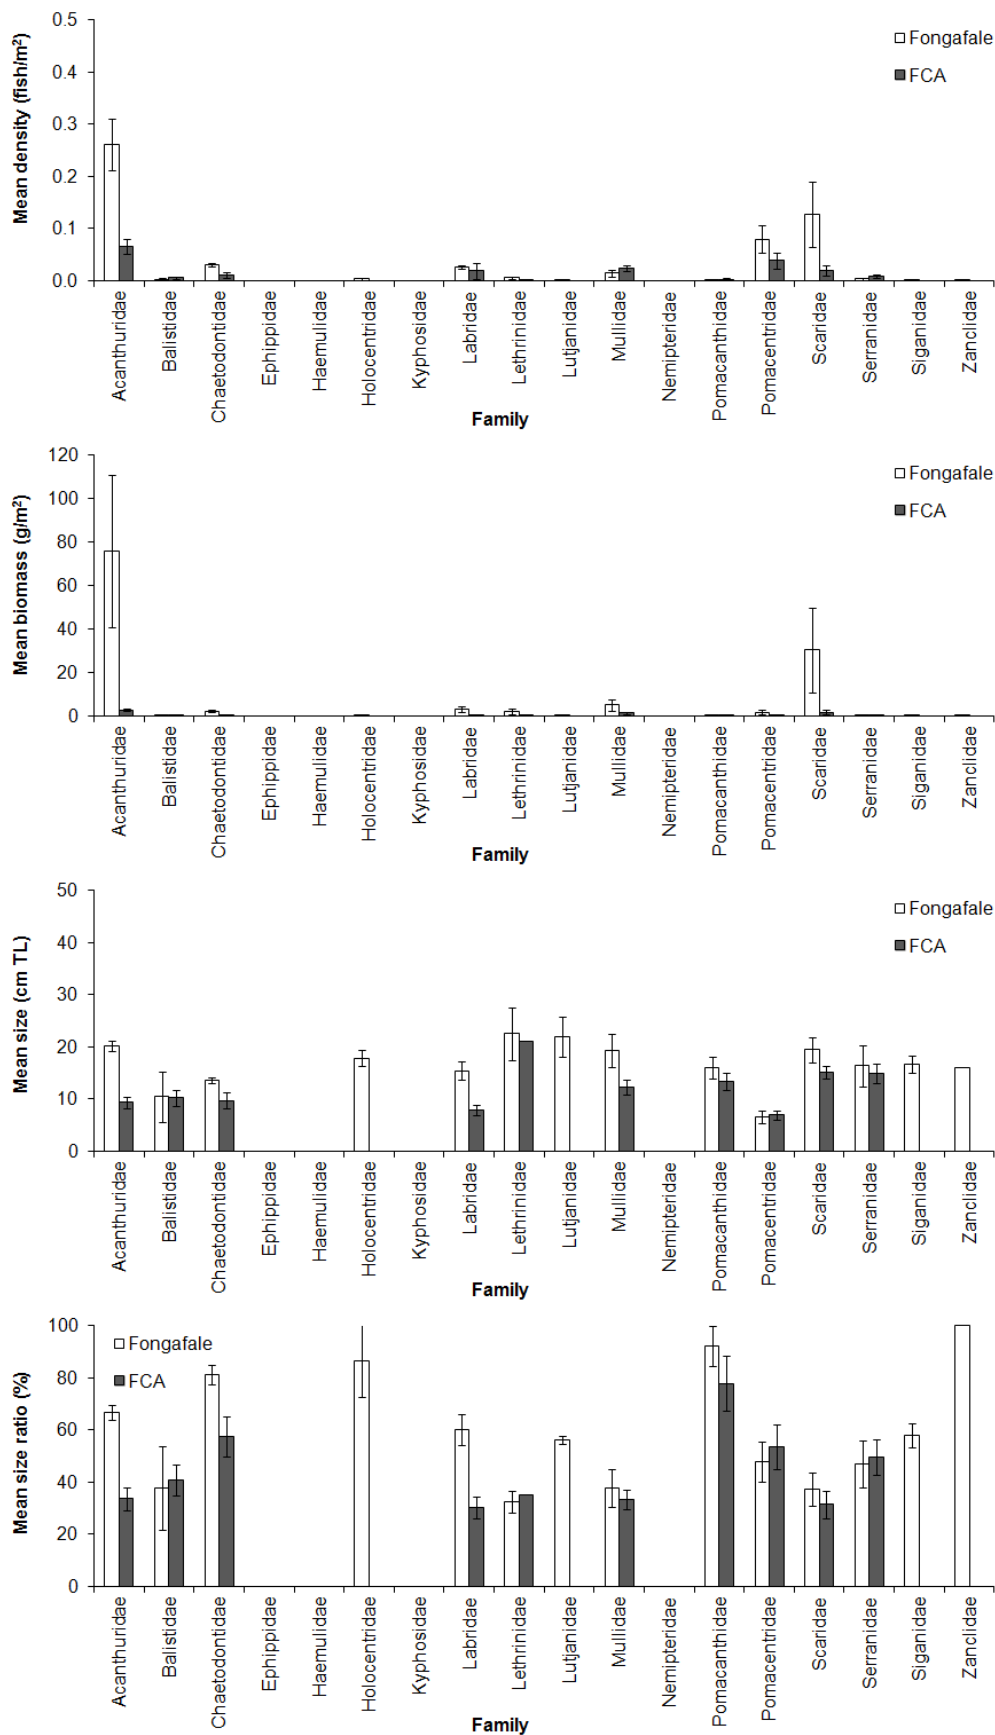 Mean density (fish/m²)
0.5
0.4
0.3
0.2
0.1
0.0
Fongafale
FCA
Acanthuridae
Balistidae
Chaetodontidae
Ephippidae
Haemulidae
Holocentridae
Kyphosidae
Labridae
Lethrinidae
Lutjanidae
Mullidae
Nemipteridae
Pomacanthidae
Pomacentridae
Scaridae
Serranidae
Siganidae
Zanclidae
Family
Mean biomass (g/m²)
120
100
80
60
40
20
0
Fongafale
FCA
Acanthuridae
Balistidae
Chaetodontidae
Ephippidae
Haemulidae
Holocentridae
Kyphosidae
Labridae
Lethrinidae
Lutjanidae
Mullidae
Nemipteridae
Pomacanthidae
Pomacentridae
Scaridae
Serranidae
Siganidae
Zanclidae
Family
Mean size (cm TL)
50
40
30
20
10
0
Fongafale
FCA
Acanthuridae
Balistidae
Chaetodontidae
Ephippidae
Haemulidae
Holocentridae
Kyphosidae
Labridae
Lethrinidae
Lutjanidae
Mullidae
Nemipteridae
Pomacanthidae
Pomacentridae
Scaridae
Serranidae
Siganidae
Zanclidae
Family
Mean size ratio (%)
100
80
60
40
20
0
Fongafale
FCA
Acanthuridae
Balistidae
Chaetodontidae
Ephippidae
Haemulidae
Holocentridae
Kyphosidae
Labridae
Lethrinidae
Lutjanidae
Mullidae
Nemipteridae
Pomacanthidae
Pomacentridae
Scaridae
Serranidae
Siganidae
Zanclidae
Family